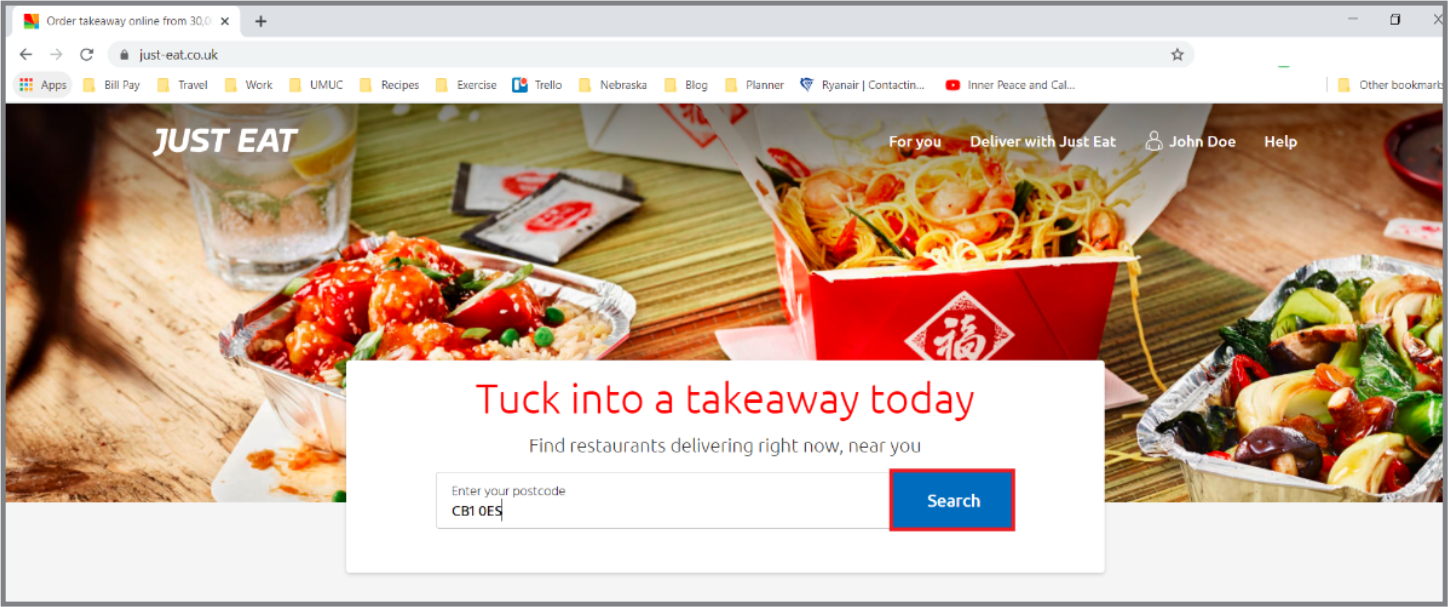 Order takeaway online from 30,0
just-eat.co.uk
Apps Bill Pay Travel Work UMUC Recipes Exercise Trello Nebraska Blog Planner Ryanair | Contactin... Inner Peace and Cal... Other bookmarks
JUST EAT For you Deliver with Just Eat John Doe Help
福
Tuck into a takeaway today
Find restaurants delivering right now, near you
Enter your postcode
CB1 0ES
Search